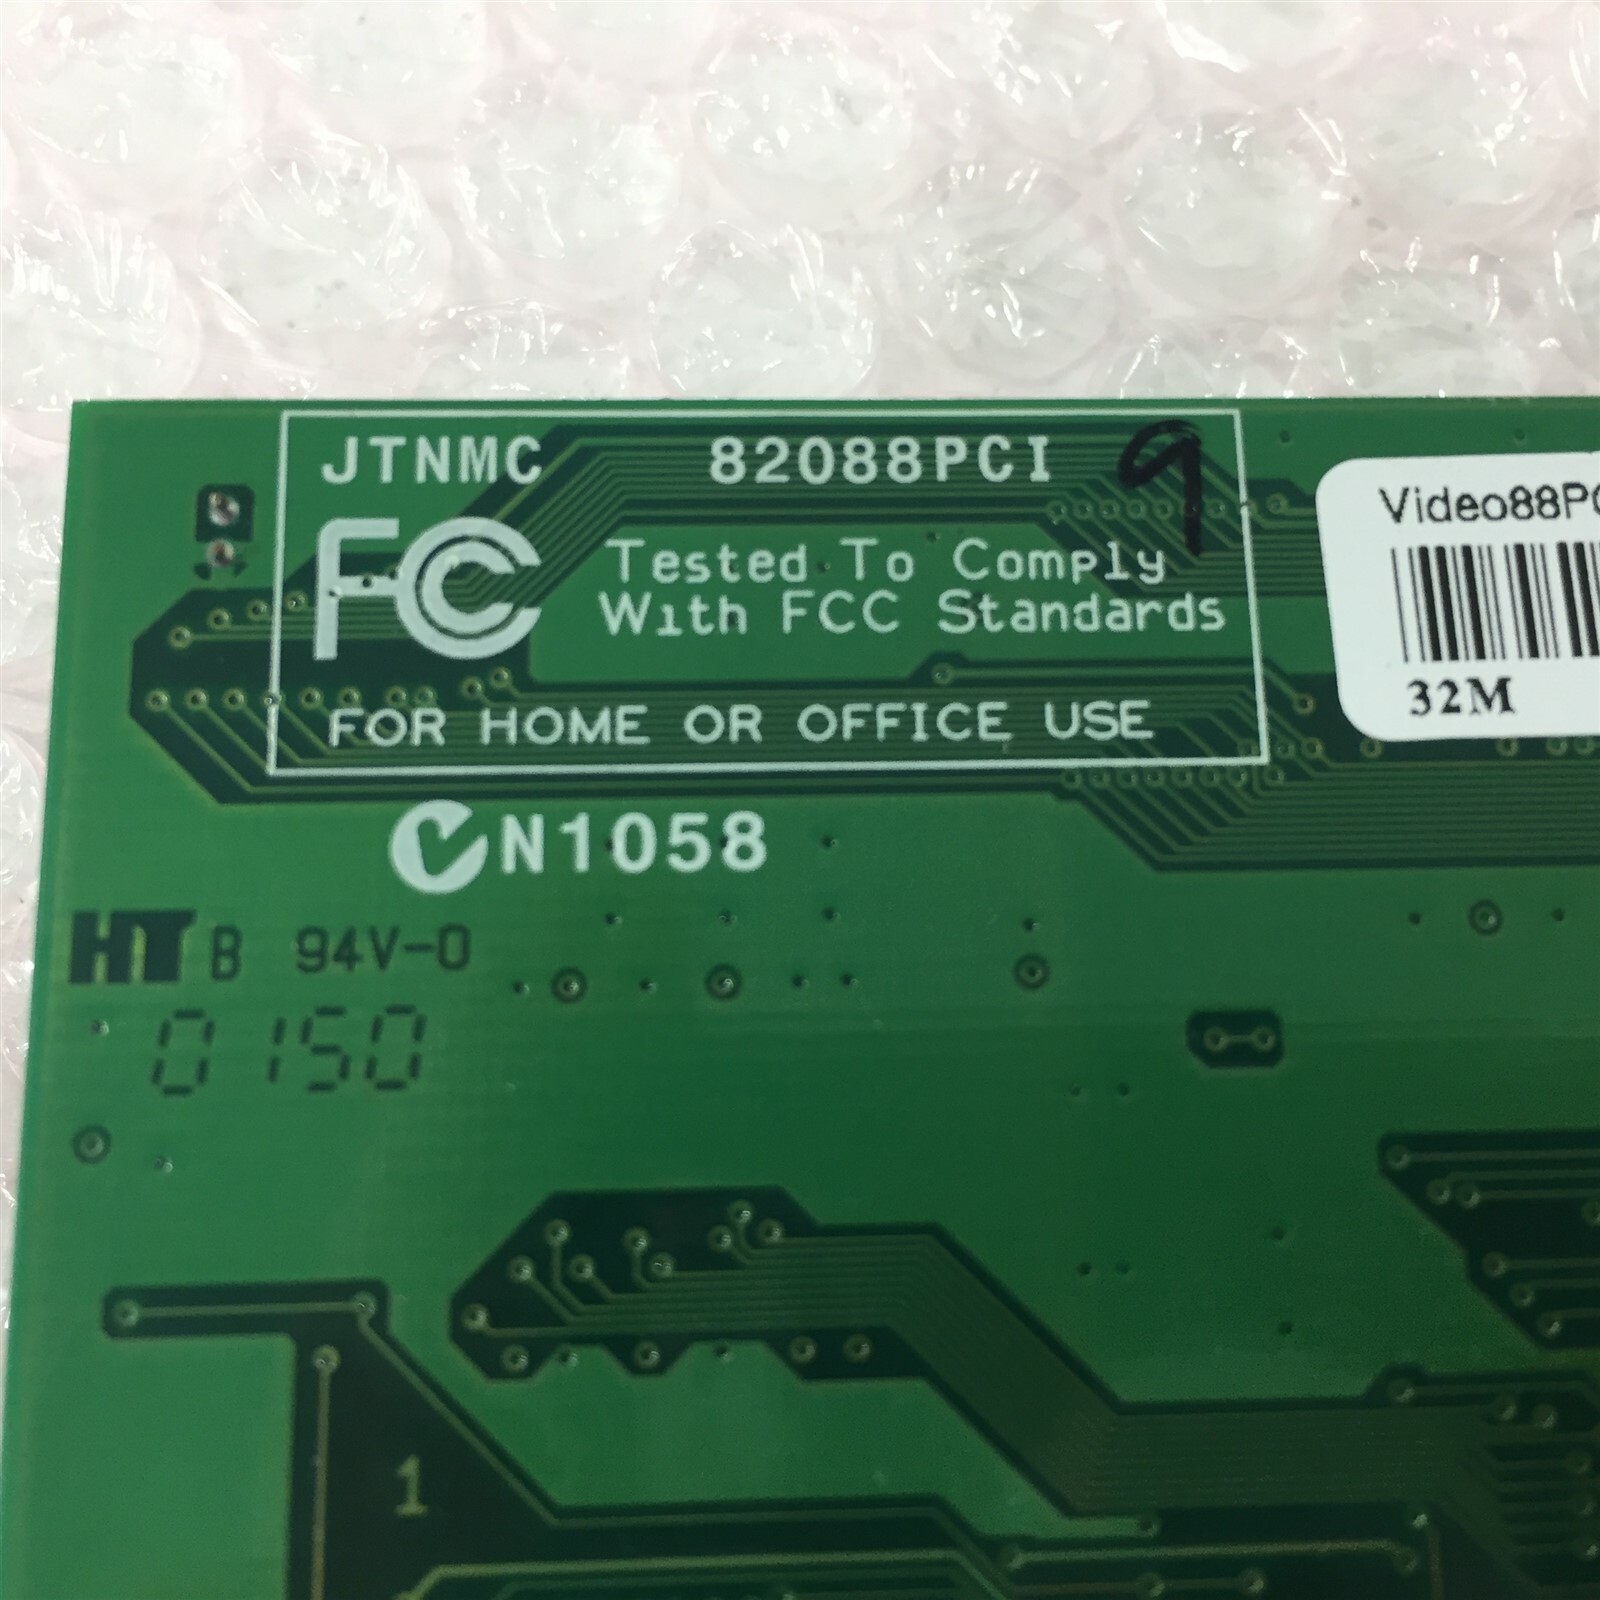 JTNMC 82088PCI 9
FC Tested To Comply
With FCC Standards
FOR HOME OR OFFICE USE
Video88PC
32M
N1058
HT B 94V-0
0150
1